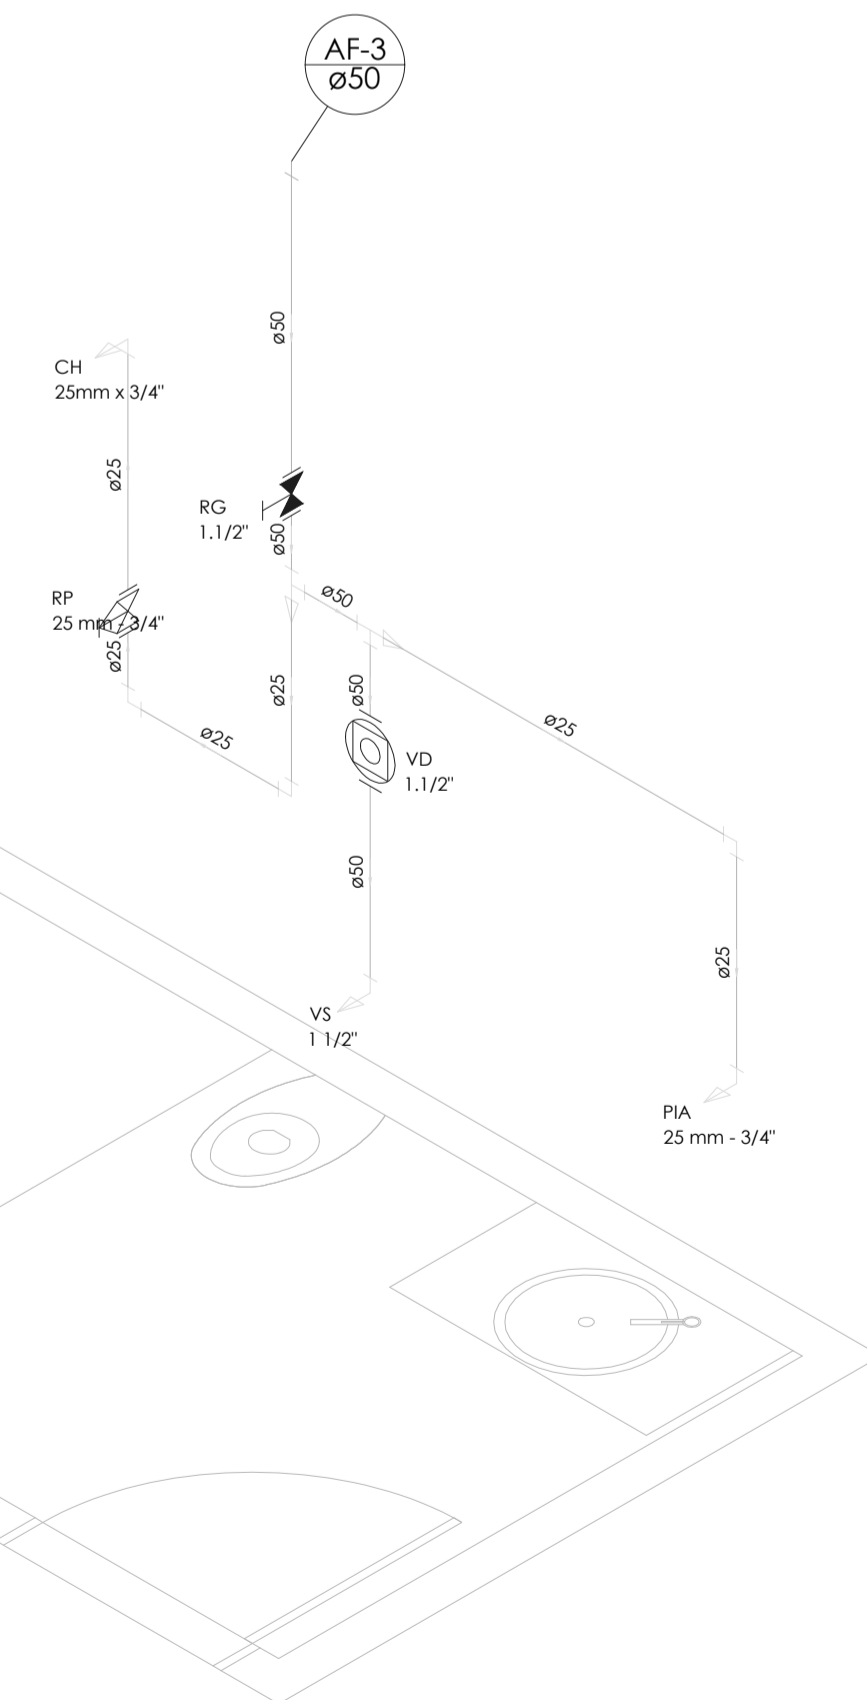 AF-3
ø50
ø50
CH
25mm x 3/4"
ø25
RG
1.1/2"
ø50
RP
25 mm - 3/4"
ø25
ø50
ø25
ø50
ø25
ø25
VD
1.1/2"
ø50
ø25
VS
1 1/2"
PIA
25 mm - 3/4"